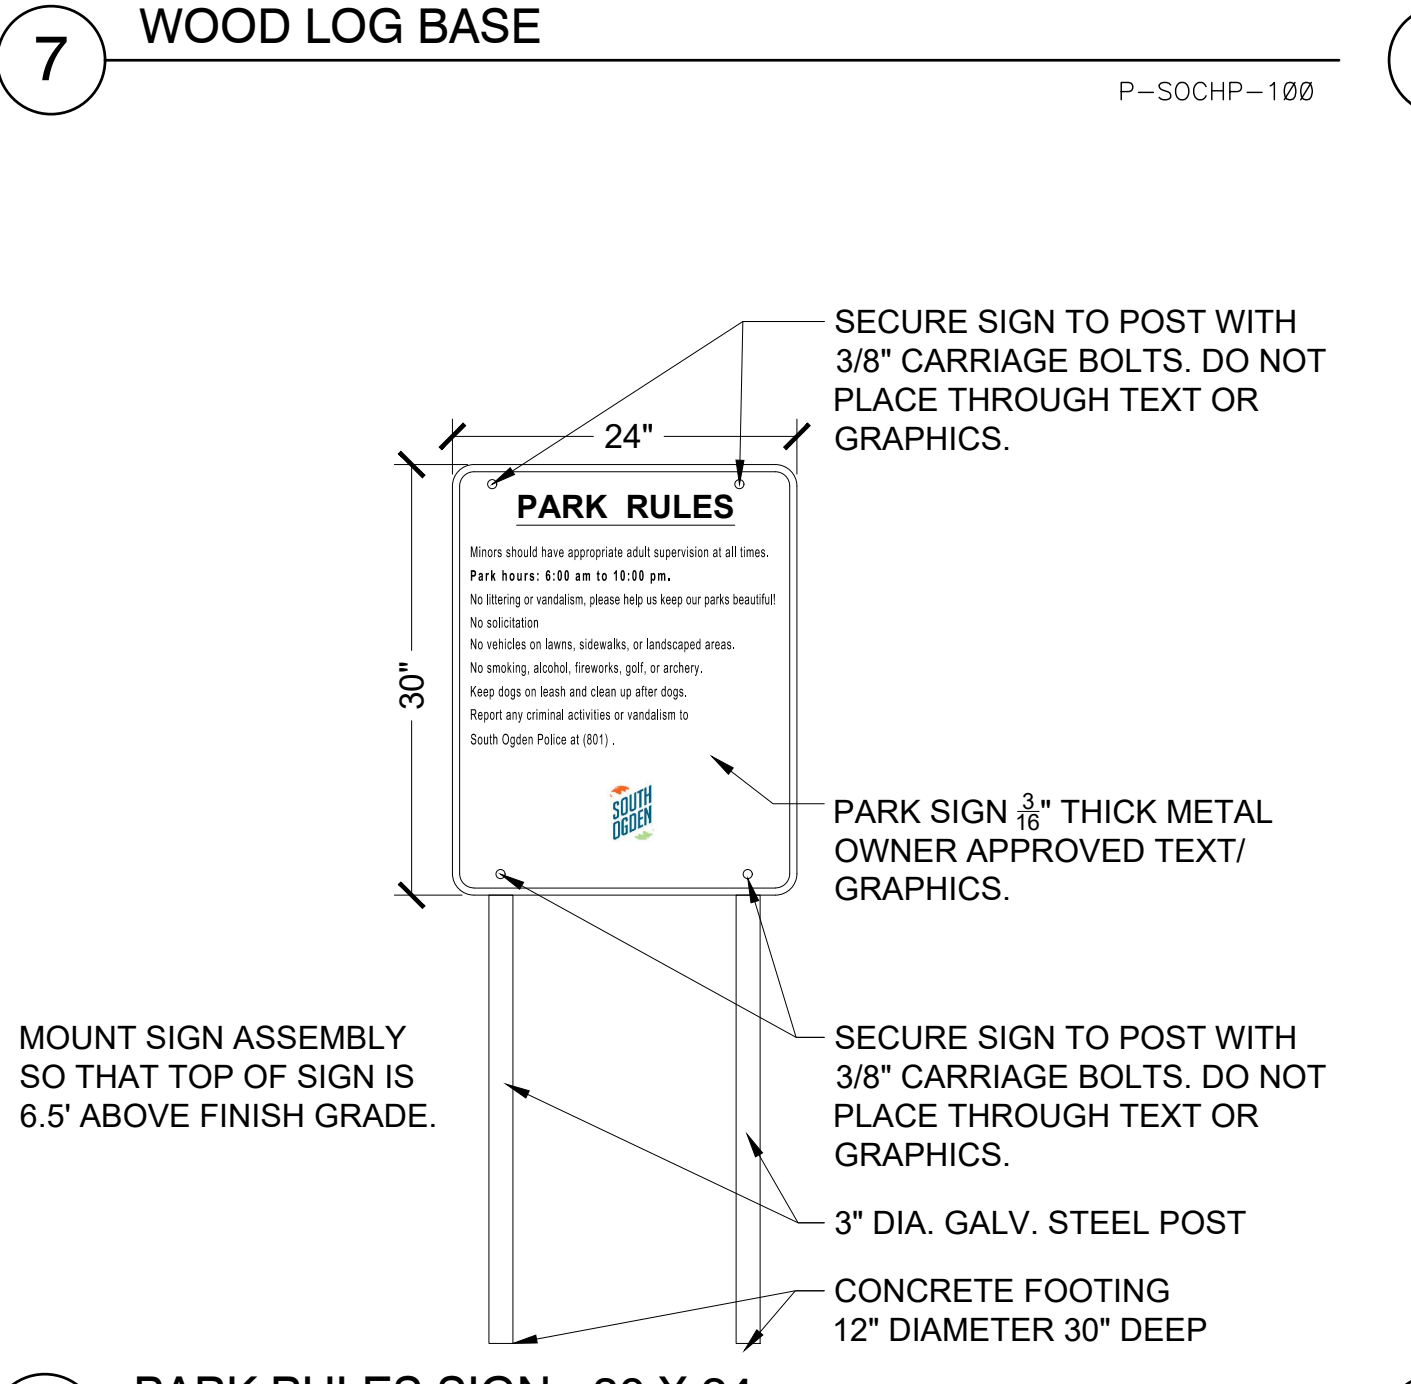 7
WOOD LOG BASE
P-SOCHP-1ØØ
SECURE SIGN TO POST WITH
3/8" CARRIAGE BOLTS. DO NOT
PLACE THROUGH TEXT OR
GRAPHICS.
24"
30"
PARK RULES
Minors should have appropriate adult supervision at all times.
Park hours: 6:00 am to 10:00 pm.
No littering or vandalism, please help us keep our parks beautiful!
No solicitation
No vehicles on lawns, sidewalks, or landscaped areas.
No smoking, alcohol, fireworks, golf, or archery.
Keep dogs on leash and clean up after dogs.
Report any criminal activities or vandalism to
South Ogden Police at (801) .
SOUTH
OGDEN
PARK SIGN 3/16" THICK METAL
OWNER APPROVED TEXT/
GRAPHICS.
MOUNT SIGN ASSEMBLY
SO THAT TOP OF SIGN IS
6.5' ABOVE FINISH GRADE.
SECURE SIGN TO POST WITH
3/8" CARRIAGE BOLTS. DO NOT
PLACE THROUGH TEXT OR
GRAPHICS.
3" DIA. GALV. STEEL POST
CONCRETE FOOTING
12" DIAMETER 30" DEEP
PARK RULES SIGN